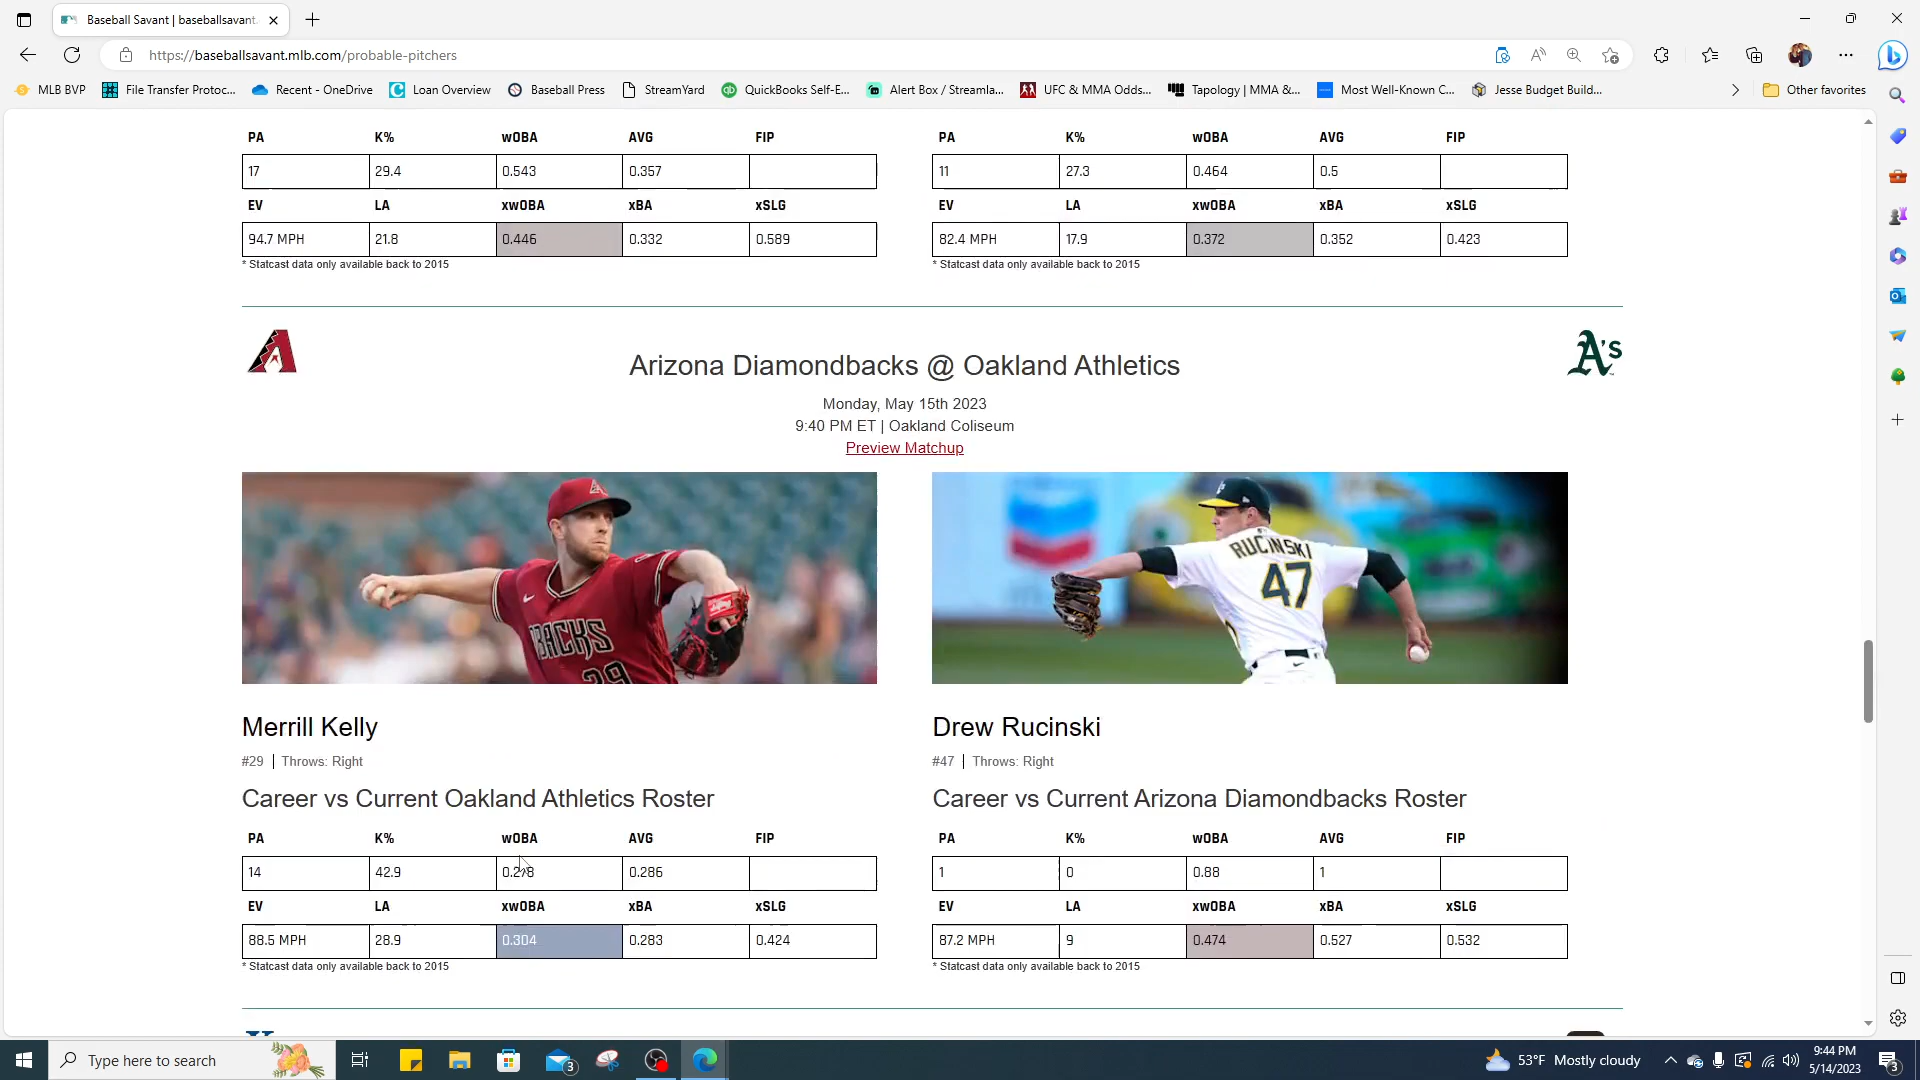 Baseball Savant | baseballsavant.
https://baseballsavant.mlb.com/probable-pitchers
MLB BVP
File Transfer Protoc...
Recent - OneDrive
Loan Overview
Baseball Press
StreamYard
QuickBooks Self-E...
Alert Box / Streamla...
UFC & MMA Odds...
Tapology | MMA &...
Most Well-Known C...
Jesse Budget Build...
Other favorites
PA K% wOBA AVG FIP
17 29.4 0.543 0.357
EV LA xwOBA xBA xSLG
94.7 MPH 21.8 0.446 0.332 0.589
* Statcast data only available back to 2015
PA K% wOBA AVG FIP
11 27.3 0.464 0.5
EV LA xwOBA xBA xSLG
82.4 MPH 17.9 0.372 0.352 0.423
* Statcast data only available back to 2015
A'S
Arizona Diamondbacks @ Oakland Athletics
Monday, May 15th 2023
9:40 PM ET | Oakland Coliseum
Preview Matchup
RUCINSKI
47
Merrill Kelly
#29 | Throws: Right
Career vs Current Oakland Athletics Roster
PA K% wOBA AVG FIP
14 42.9 0.286
EV LA xwOBA xBA xSLG
88.5 MPH 28.9 0.304 0.283 0.424
* Statcast data only available back to 2015
Drew Rucinski
#47 | Throws: Right
Career vs Current Arizona Diamondbacks Roster
PA K% wOBA AVG FIP
1 0 0.88 1
EV LA xwOBA xBA xSLG
87.2 MPH 9 0.474 0.527 0.532
* Statcast data only available back to 2015
Type here to search
3
53°F Mostly cloudy
9:44 PM
5/14/2023
3